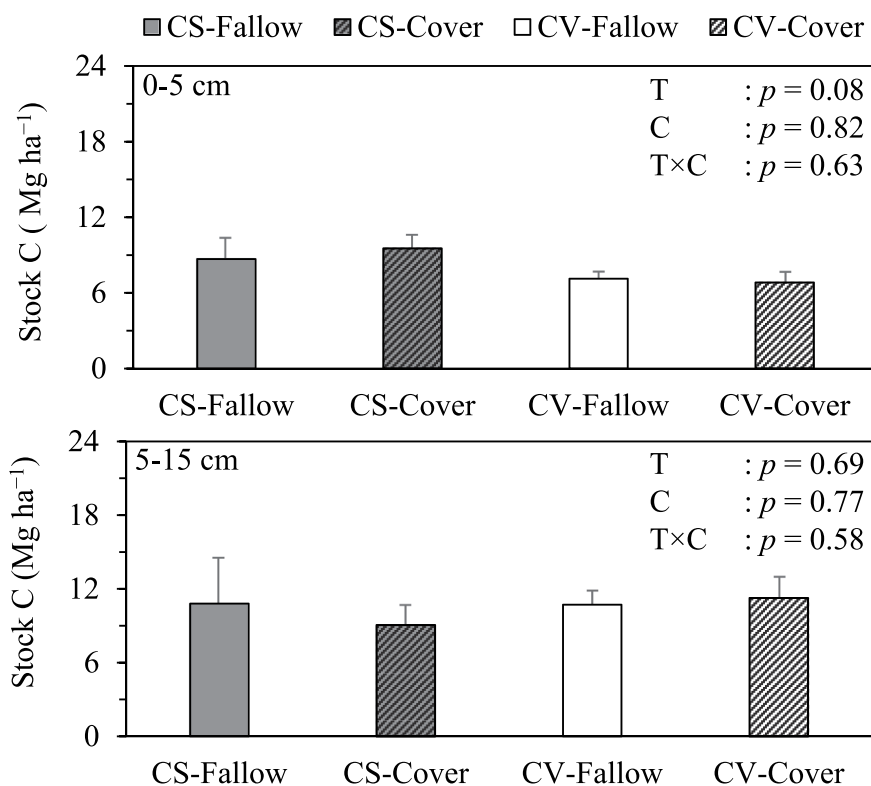 CS-Fallow CS-Cover CV-Fallow CV-Cover
Stock C ( Mg ha⁻¹)
24
18
12
6
0
0-5 cm
T : p = 0.08
C : p = 0.82
T×C : p = 0.63
CS-Fallow CS-Cover CV-Fallow CV-Cover
Stock C (Mg ha⁻¹)
24
18
12
6
0
5-15 cm
T : p = 0.69
C : p = 0.77
T×C : p = 0.58
CS-Fallow CS-Cover CV-Fallow CV-Cover